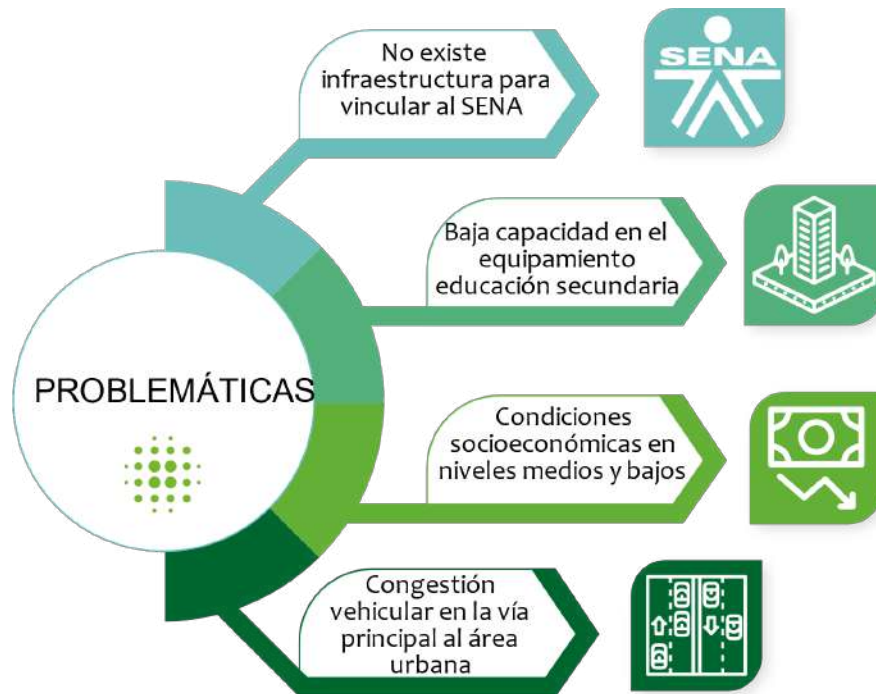 No existe
infraestructura para
vincular al SENA
SENA
Baja capacidad en el
equipamiento
educación secundaria
PROBLEMÁTICAS
Condiciones
socioeconómicas en
niveles medios y bajos
Congestión
vehicular en la vía
principal al área
urbana